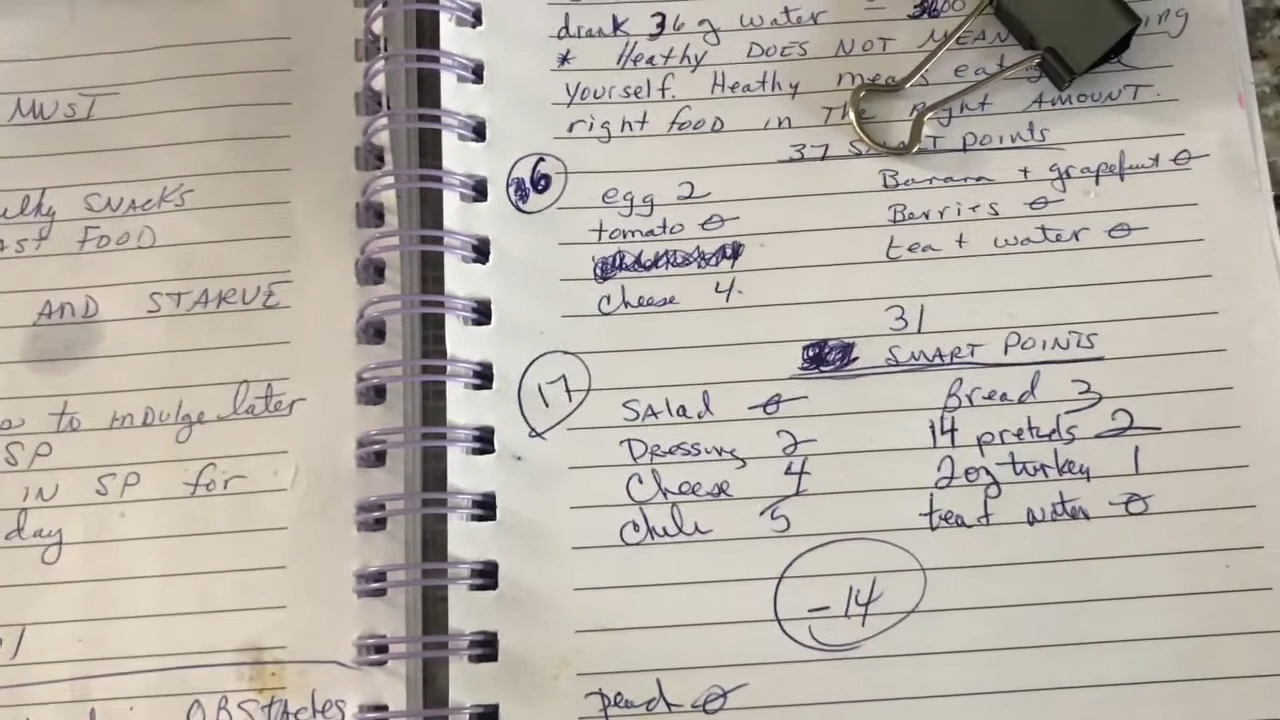 MUST
SNACKS
FOOD
AND STARVE
to INDULGE later
SP
IN SP for
day
OBSTACLES
drank 36 g water =
* Heathy DOES NOT MEAN
yourself. Heathy means eat
right food in The Right AMOUNT.
37 SMART POINTS
6
egg 2
tomato 0
Cheese 4.
Banana + grapefruit 0
Berries 0
tea + water 0
31
SMART POINTS
17
SALad 0
Dressing 2
Cheese 4
Chili 5
Bread 3
14 pretzels 2
2oz turkey 1
tea + water 0
-14
peach 0